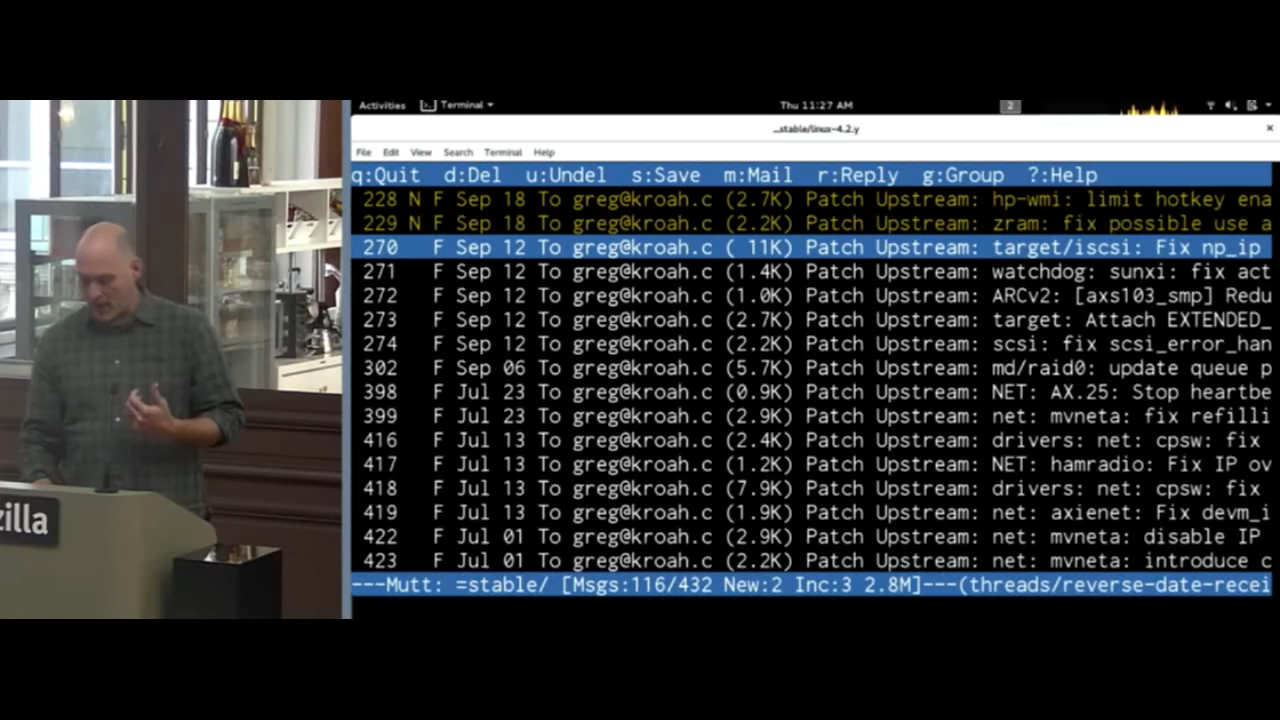 Activities Terminal Thu 11:27 AM 2
_stable/linux-4.2.y ×
File Edit View Search Terminal Help
q:Quit d:Del u:Undel s:Save m:Mail r:Reply g:Group ?:Help
228 N F Sep 18 To greg@kroah.c (2.7K) Patch Upstream: hp-wmi: limit hotkey ena
229 N F Sep 18 To greg@kroah.c (2.2K) Patch Upstream: zram: fix possible use a
270 F Sep 12 To greg@kroah.c ( 11K) Patch Upstream: target/iscsi: Fix np_ip
271 F Sep 12 To greg@kroah.c (1.4K) Patch Upstream: watchdog: sunxi: fix act
272 F Sep 12 To greg@kroah.c (1.0K) Patch Upstream: ARCv2: [axs103_smp] Redu
273 F Sep 12 To greg@kroah.c (2.7K) Patch Upstream: target: Attach EXTENDED_
274 F Sep 12 To greg@kroah.c (2.2K) Patch Upstream: scsi: fix scsi_error_han
302 F Sep 06 To greg@kroah.c (5.7K) Patch Upstream: md/raid0: update queue p
398 F Jul 23 To greg@kroah.c (0.9K) Patch Upstream: NET: AX.25: Stop heartbe
399 F Jul 23 To greg@kroah.c (2.9K) Patch Upstream: net: mvneta: fix refilli
416 F Jul 13 To greg@kroah.c (2.4K) Patch Upstream: drivers: net: cpsw: fix
417 F Jul 13 To greg@kroah.c (1.2K) Patch Upstream: NET: hamradio: Fix IP ov
418 F Jul 13 To greg@kroah.c (7.9K) Patch Upstream: drivers: net: cpsw: fix
419 F Jul 13 To greg@kroah.c (1.9K) Patch Upstream: net: axienet: Fix devm_i
422 F Jul 01 To greg@kroah.c (2.9K) Patch Upstream: net: mvneta: disable IP
423 F Jul 01 To greg@kroah.c (2.2K) Patch Upstream: net: mvneta: introduce c
---Mutt: =stable/ [Msgs:116/432 New:2 Inc:3 2.8M]---(threads/reverse-date-recei
zilla